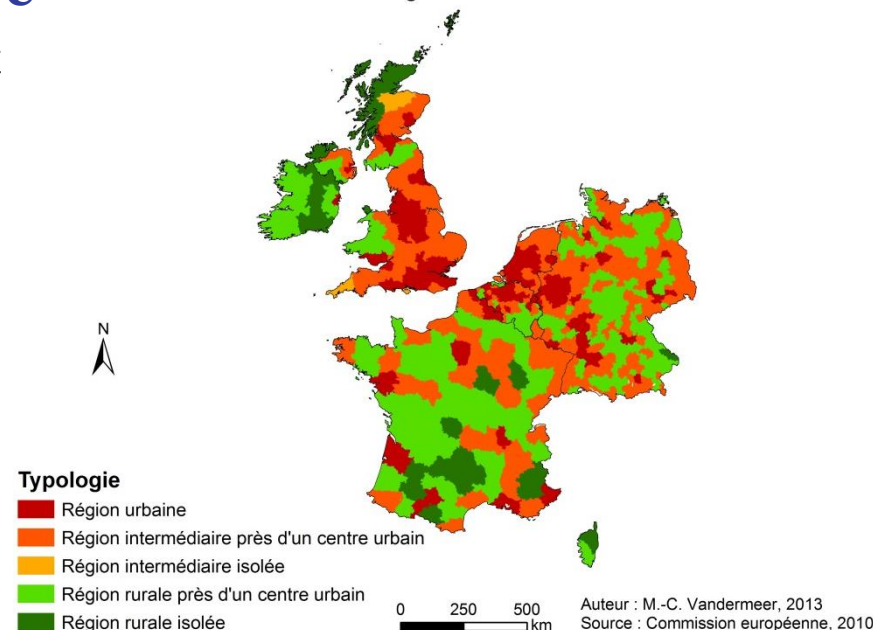 N
Typologie
Région urbaine
Région intermédiaire près d'un centre urbain
Région intermédiaire isolée
Région rurale près d'un centre urbain
Région rurale isolée
0 250 500
km
Auteur : M.-C. Vandermeer, 2013
Source : Commission européenne, 2010